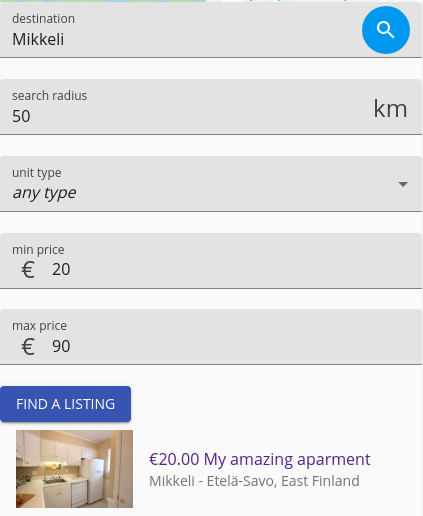 destination
Mikkeli
search radius
50 km
unit type
any type
min price
€ 20
max price
€ 90
FIND A LISTING
€20.00 My amazing aparment
Mikkeli - Etelä-Savo, East Finland